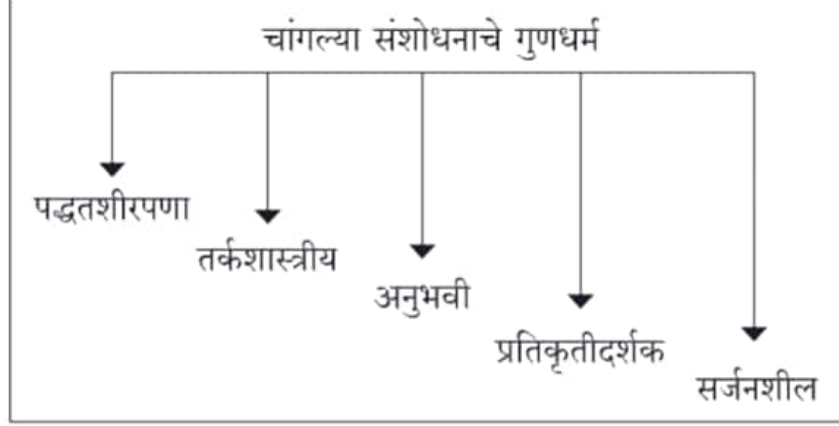 चांगल्या संशोधनाचे गुणधर्म
पद्धतशीरपणा
तर्कशास्त्रीय
अनुभवी
प्रतिकृतीदर्शक
सर्जनशील